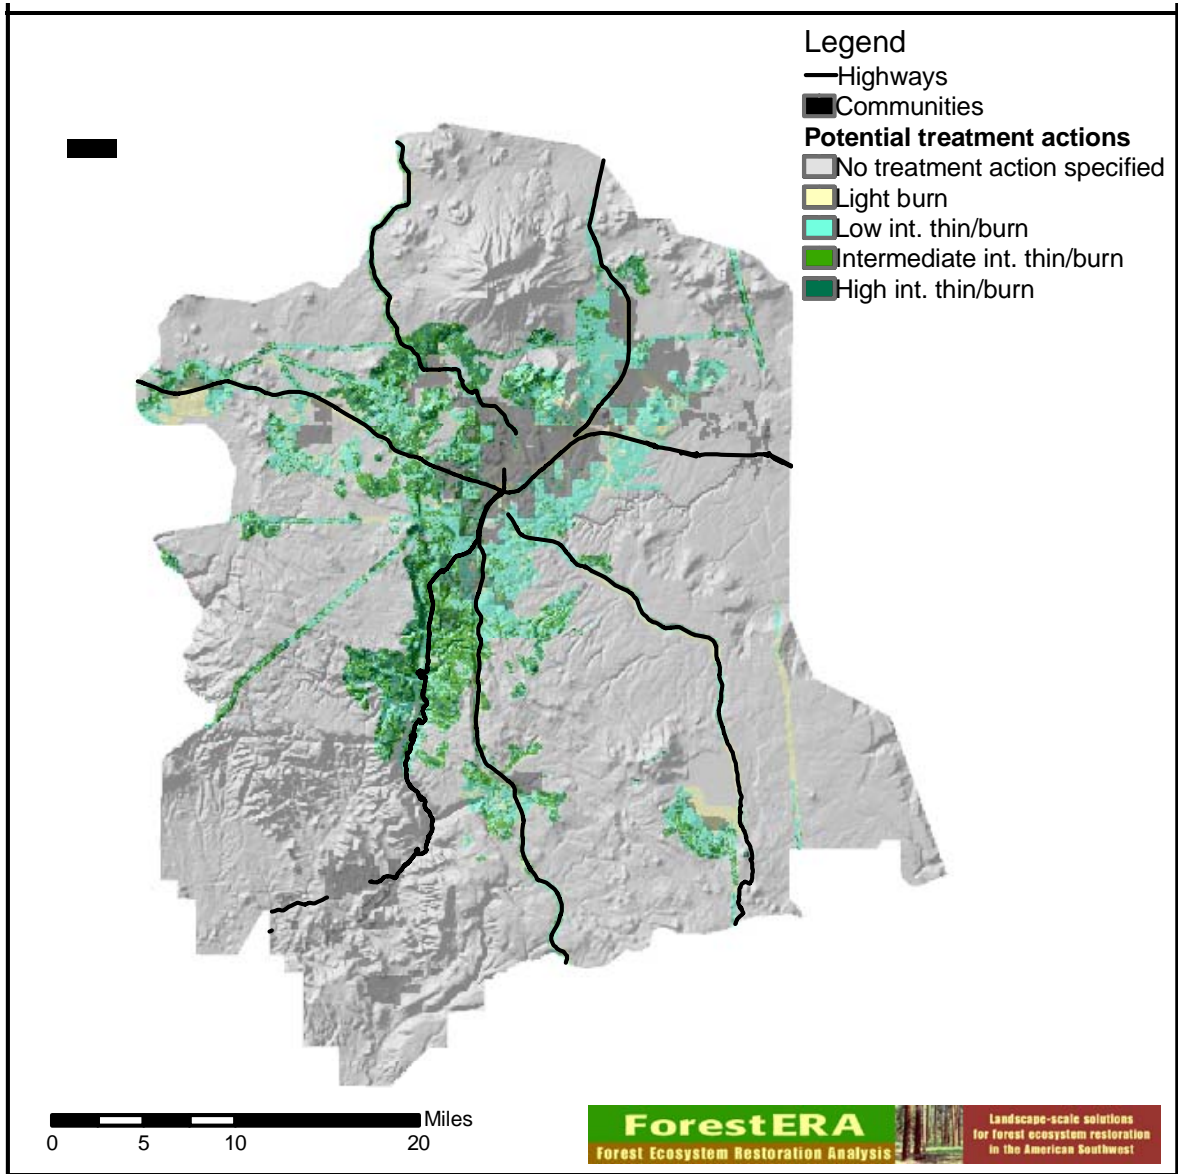 Legend
Highways
Communities
Potential treatment actions
No treatment action specified
Light burn
Low int. thin/burn
Intermediate int. thin/burn
High int. thin/burn
Miles
0 5 10 20
ForestERA
Forest Ecosystem Restoration Analysis
Landscape-scale solutions
for forest ecosystem restoration
in the American Southwest